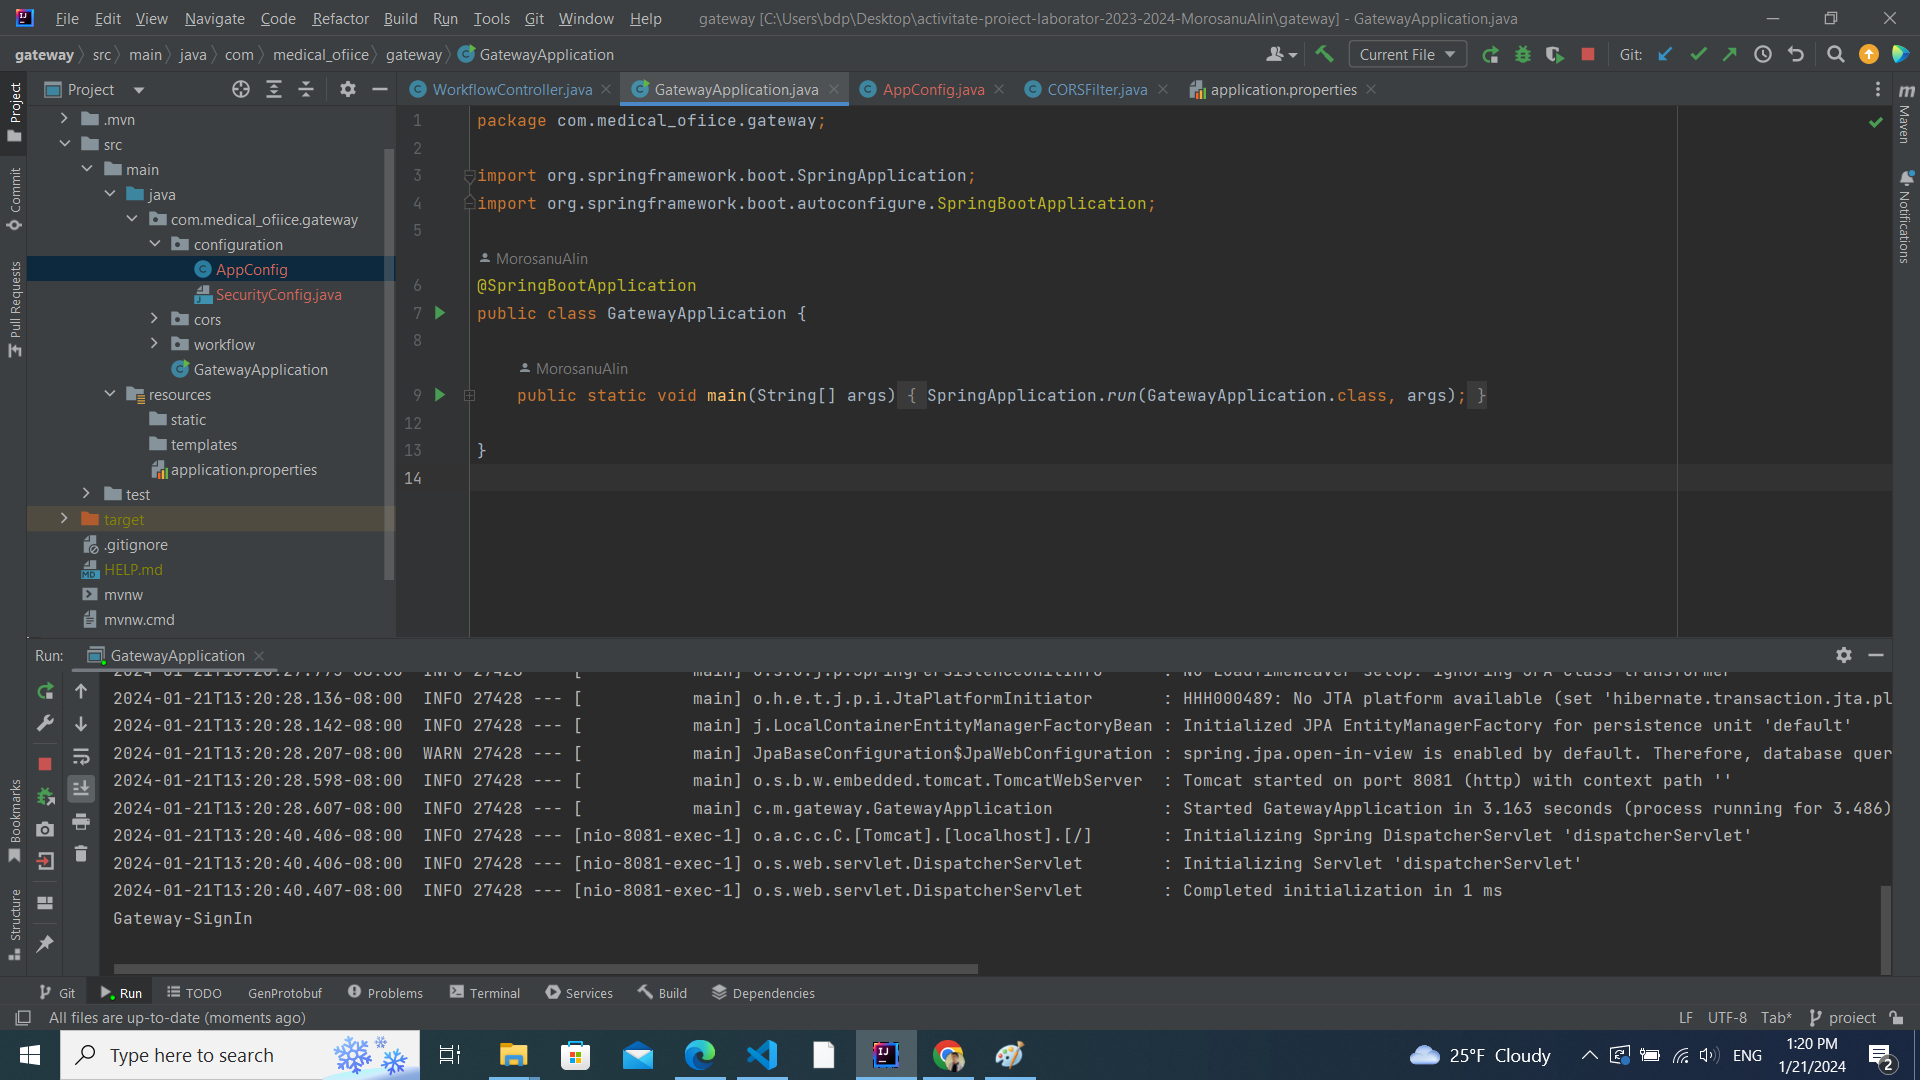 File Edit View Navigate Code Refactor Build Run Tools Git Window Help gateway [C:\Users\bdp\Desktop\activitate-proiect-laborator-2023-2024-MorosanuAlin\gateway] - GatewayApplication.java
gateway src main java com medical_ofiice gateway GatewayApplication Current File Git:
Project WorkflowController.java GatewayApplication.java AppConfig.java CORSFilter.java application.properties
Project
Commit
Pull Requests
Bookmarks
Structure
Maven
Notifications
.mvn
src
main
java
com.medical_ofiice.gateway
configuration
AppConfig
SecurityConfig.java
cors
workflow
GatewayApplication
resources
static
templates
application.properties
test
target
.gitignore
HELP.md
mvnw
mvnw.cmd
1 package com.medical_ofiice.gateway;
2
3 import org.springframework.boot.SpringApplication;
4 import org.springframework.boot.autoconfigure.SpringBootApplication;
5
MorosanuAlin
6 @SpringBootApplication
7 public class GatewayApplication {
8
MorosanuAlin
9 public static void main(String[] args) { SpringApplication.run(GatewayApplication.class, args); }
12
13 }
14
Run: GatewayApplication
2024-01-21T13:20:28.136-08:00 INFO 27428 --- [ main] o.h.e.t.j.p.i.JtaPlatformInitiator : HHH000489: No JTA platform available (set 'hibernate.transaction.jta.pl
2024-01-21T13:20:28.142-08:00 INFO 27428 --- [ main] j.LocalContainerEntityManagerFactoryBean : Initialized JPA EntityManagerFactory for persistence unit 'default'
2024-01-21T13:20:28.207-08:00 WARN 27428 --- [ main] JpaBaseConfiguration$JpaWebConfiguration : spring.jpa.open-in-view is enabled by default. Therefore, database quer
2024-01-21T13:20:28.598-08:00 INFO 27428 --- [ main] o.s.b.w.embedded.tomcat.TomcatWebServer : Tomcat started on port 8081 (http) with context path ''
2024-01-21T13:20:28.607-08:00 INFO 27428 --- [ main] c.m.gateway.GatewayApplication : Started GatewayApplication in 3.163 seconds (process running for 3.486)
2024-01-21T13:20:40.406-08:00 INFO 27428 --- [nio-8081-exec-1] o.a.c.c.C.[Tomcat].[localhost].[/] : Initializing Spring DispatcherServlet 'dispatcherServlet'
2024-01-21T13:20:40.406-08:00 INFO 27428 --- [nio-8081-exec-1] o.s.web.servlet.DispatcherServlet : Initializing Servlet 'dispatcherServlet'
2024-01-21T13:20:40.407-08:00 INFO 27428 --- [nio-8081-exec-1] o.s.web.servlet.DispatcherServlet : Completed initialization in 1 ms
Gateway-SignIn
Git Run TODO GenProtobuf Problems Terminal Services Build Dependencies
All files are up-to-date (moments ago) LF UTF-8 Tab* proiect
Type here to search 25°F Cloudy ENG 1:20 PM
1/21/2024 2